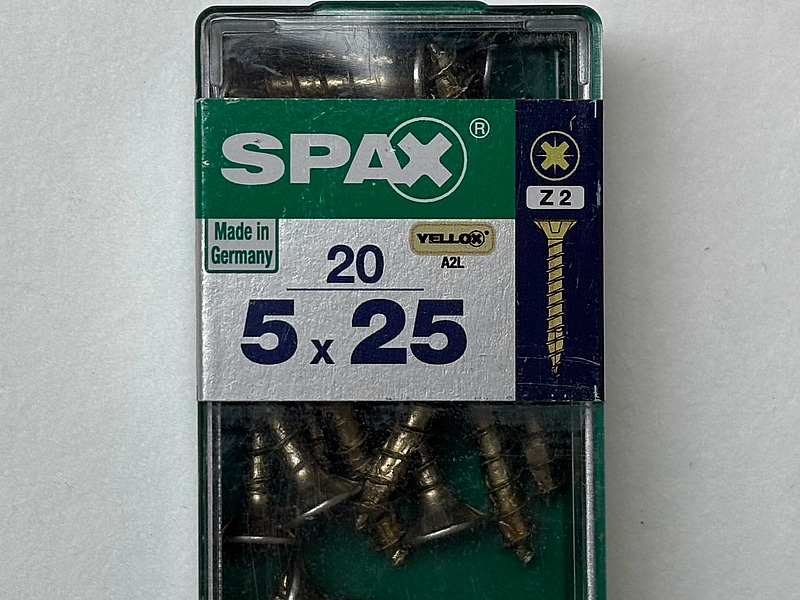 SPAX®
Z 2
Made in
Germany
YELLOX
A2L
20
5 x 25